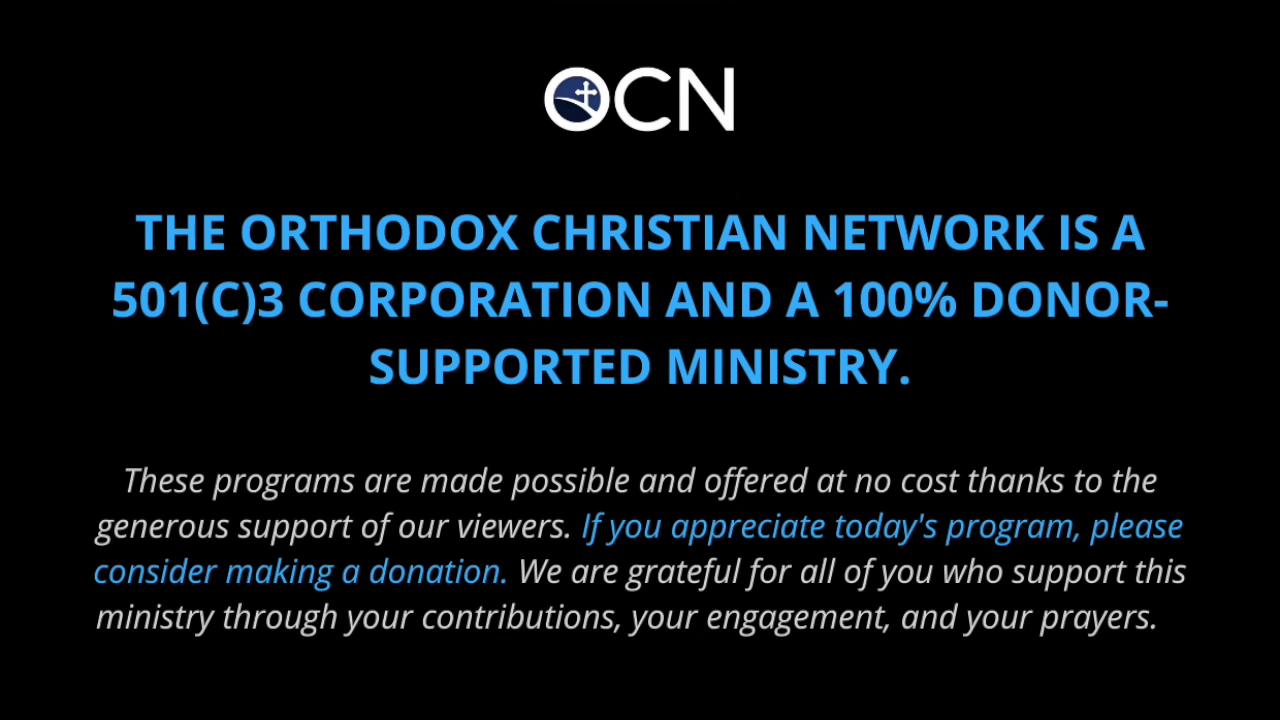 OCN
THE ORTHODOX CHRISTIAN NETWORK IS A
501(C)3 CORPORATION AND A 100% DONOR-
SUPPORTED MINISTRY.
These programs are made possible and offered at no cost thanks to the
generous support of our viewers. If you appreciate today's program, please
consider making a donation. We are grateful for all of you who support this
ministry through your contributions, your engagement, and your prayers.